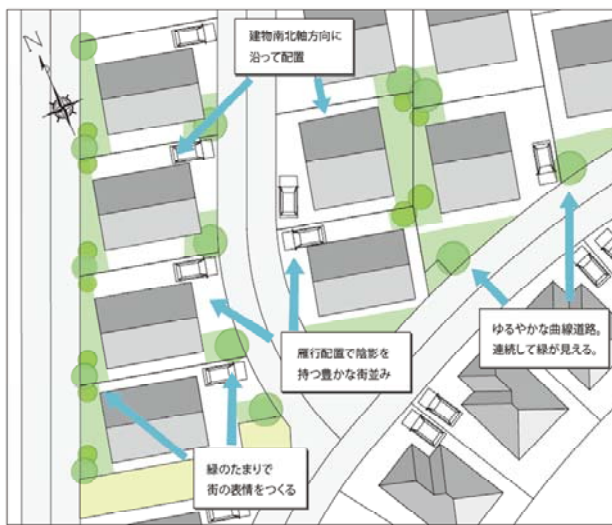 N
建物南北軸方向に
沿って配置
ゆるやかな曲線道路。
連続して緑が見える。
雁行配置で陰影を
持つ豊かな街並み
緑のたまりで
街の表情をつくる